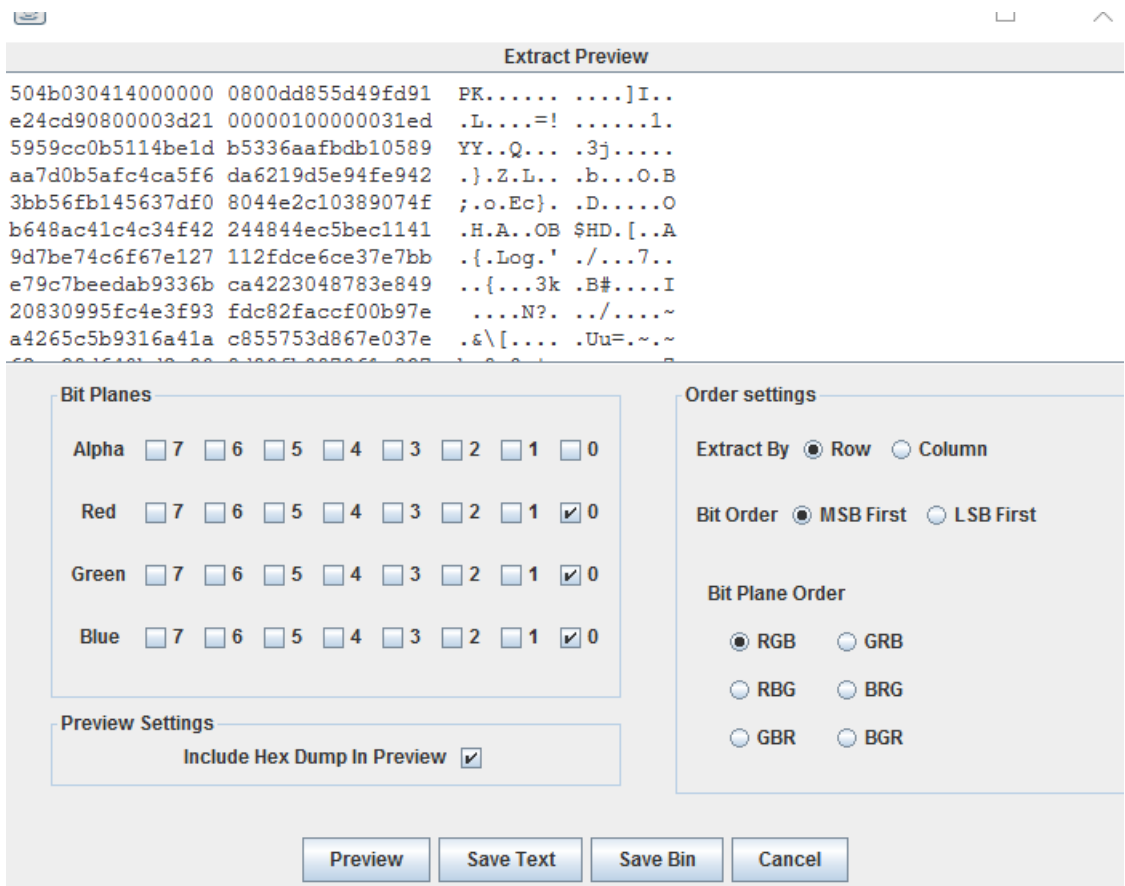 Extract Preview
504b030414000000 0800dd855d49fd91 PK...... ....]I..
e24cd90800003d21 00000100000031ed .L....=! ......1.
5959cc0b5114be1d b5336aafbdb10589 YY..Q... .3j.....
aa7d0b5afc4ca5f6 da6219d5e94fe942 .}.Z.L.. .b...O.B
3bb56fb145637df0 8044e2c10389074f ;.o.Ec}. .D.....O
b648ac41c4c34f42 244844ec5bec1141 .H.A..OB $HD.[..A
9d7be74c6f67e127 112fdce6ce37e7bb .{.Log.' ./...7..
e79c7beedab9336b ca4223048783e849 ..{...3k .B#....I
20830995fc4e3f93 fdc82faccf00b97e ....N?. ../....~
a4265c5b9316a41a c855753d867e037e .&\[.... .Uu=.~.~
Bit Planes
Order settings
Alpha 7 6 5 4 3 2 1 0
Extract By Row Column
Red 7 6 5 4 3 2 1 0
Bit Order MSB First LSB First
Green 7 6 5 4 3 2 1 0
Bit Plane Order
Blue 7 6 5 4 3 2 1 0
RGB GRB
RBG BRG
Preview Settings
GBR BGR
Include Hex Dump In Preview
Preview Save Text Save Bin Cancel